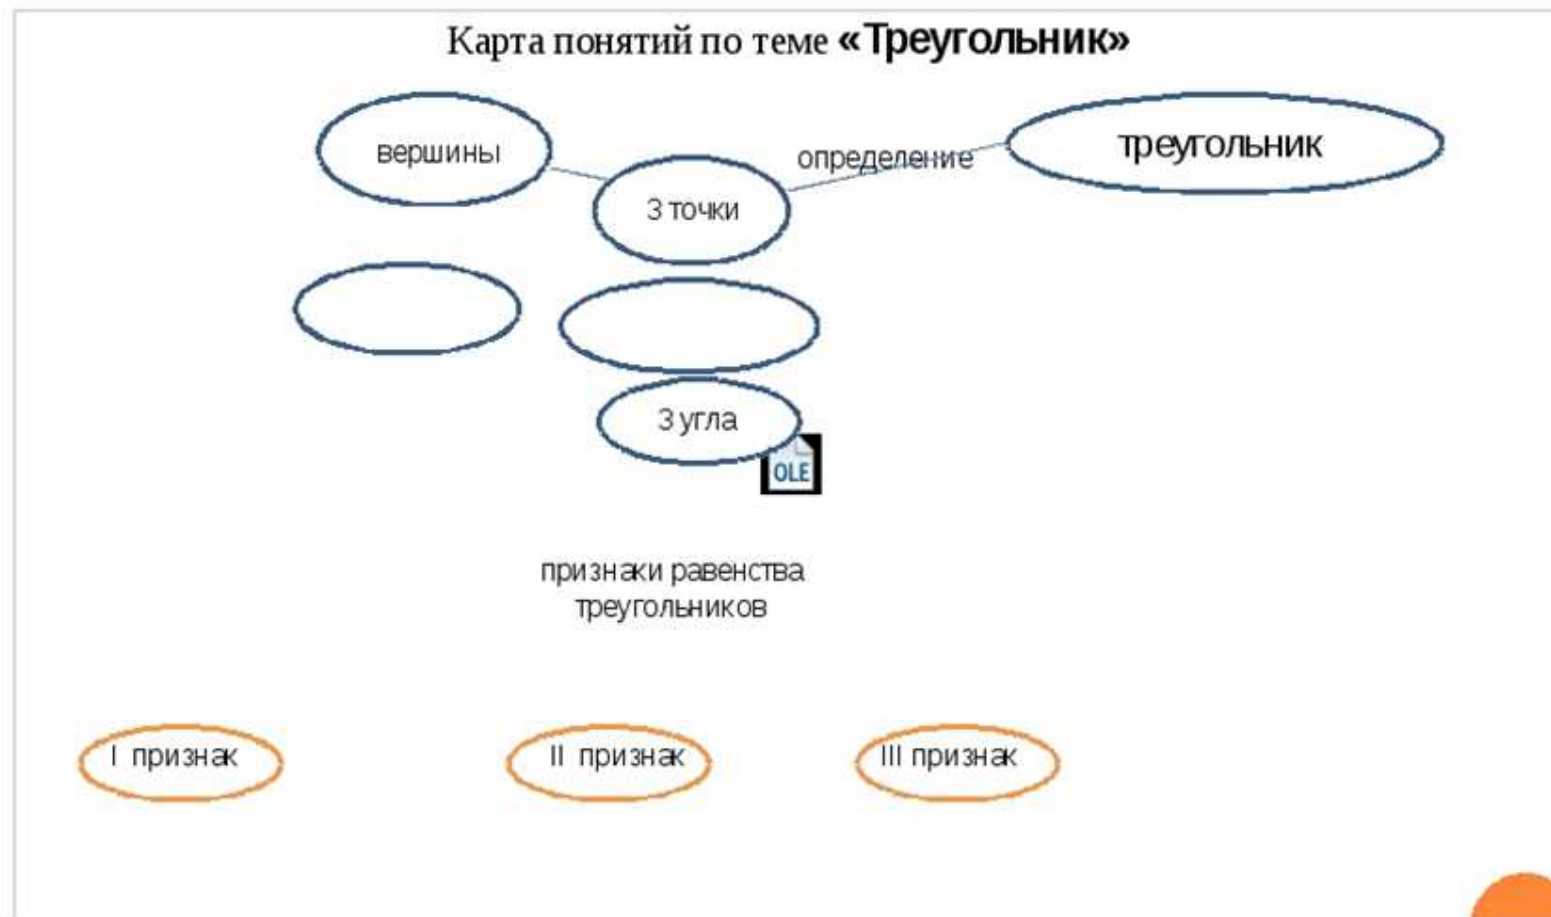 Карта понятий по теме «Треугольник»
вершины
определение
треугольник
3 точки
3 угла
OLE
признаки равенства
треугольников
I признак
II признак
III признак